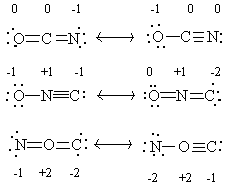 0 0 -1 -1 0 0
:O=C=N: ⟷ :O—C≡N:
-1 +1 -1 0 +1 -2
:O—N≡C: ⟷ :O=N=C:
:N=O=C: ⟷ :N—O≡C:
-1 +2 -2 -2 +2 -1